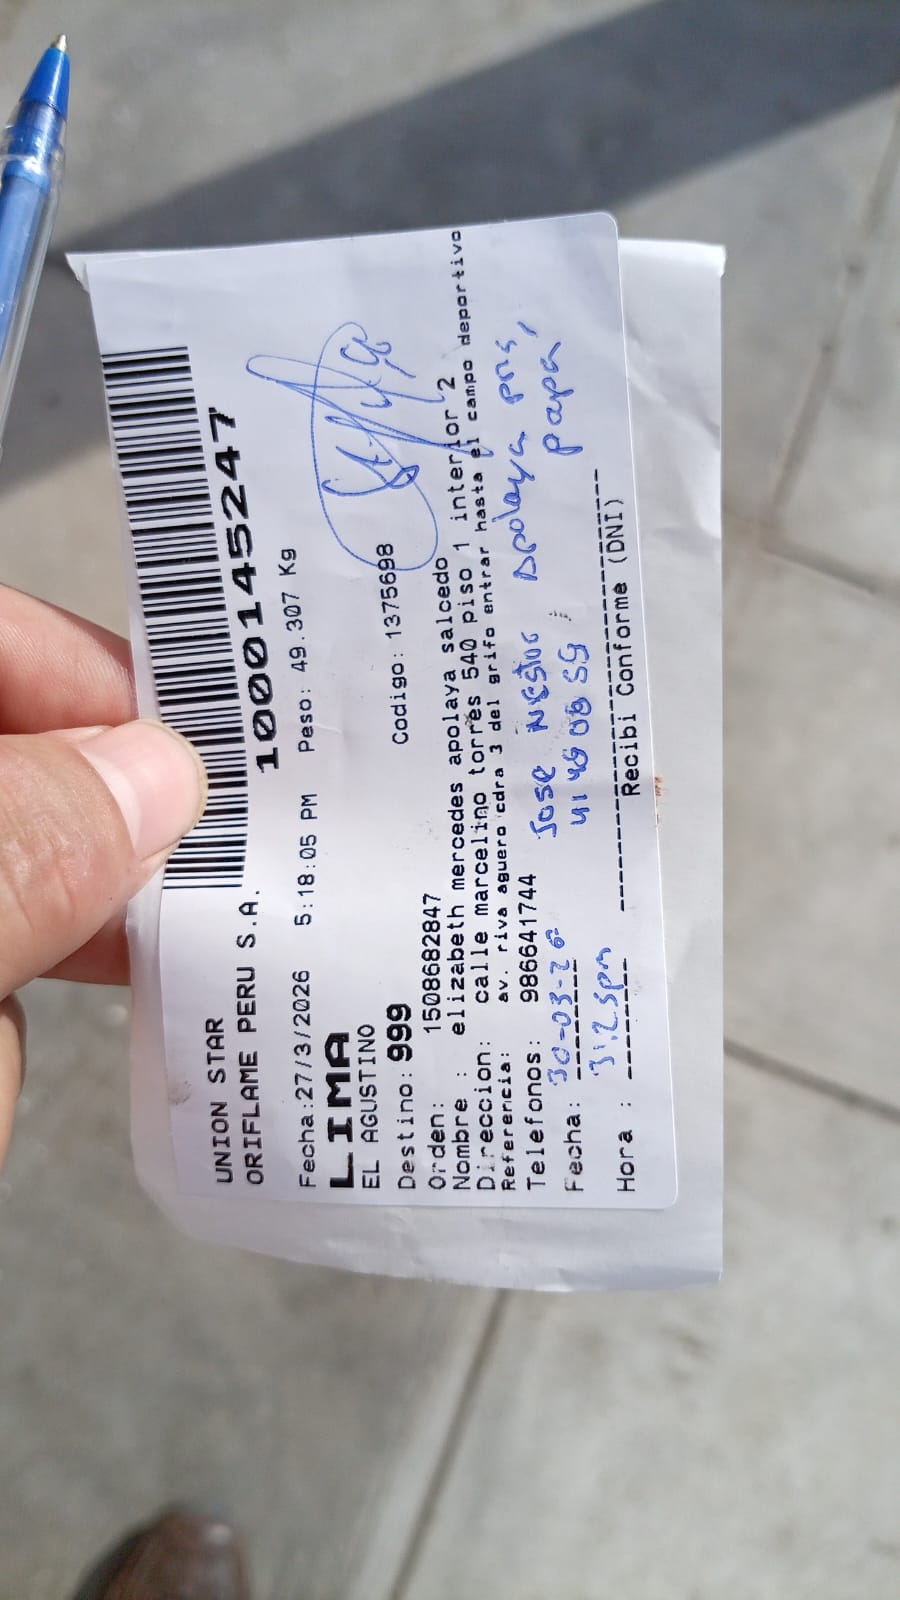 1000145247
UNION STAR
ORIFLAME PERU S.A.
Fecha:27/3/2026 5:18:05 PM Peso: 49.307 Kg
LIMA
EL AGUSTINO
Destino: 999 Codigo: 1375698
Orden: 1508682847
Nombre : elizabeth mercedes apolaya salcedo
Direccion: calle marcelino torres 540 piso 1 interior 2
Referencia: av. riva aguero cdra 3 del grifo entrar hasta el campo deportivo
Telefonos: 986641744 Jose Nestor Apolaya
Fecha: 30-03-26 papa
Hora : 3:25pm
Recibi Conforme (DNI)